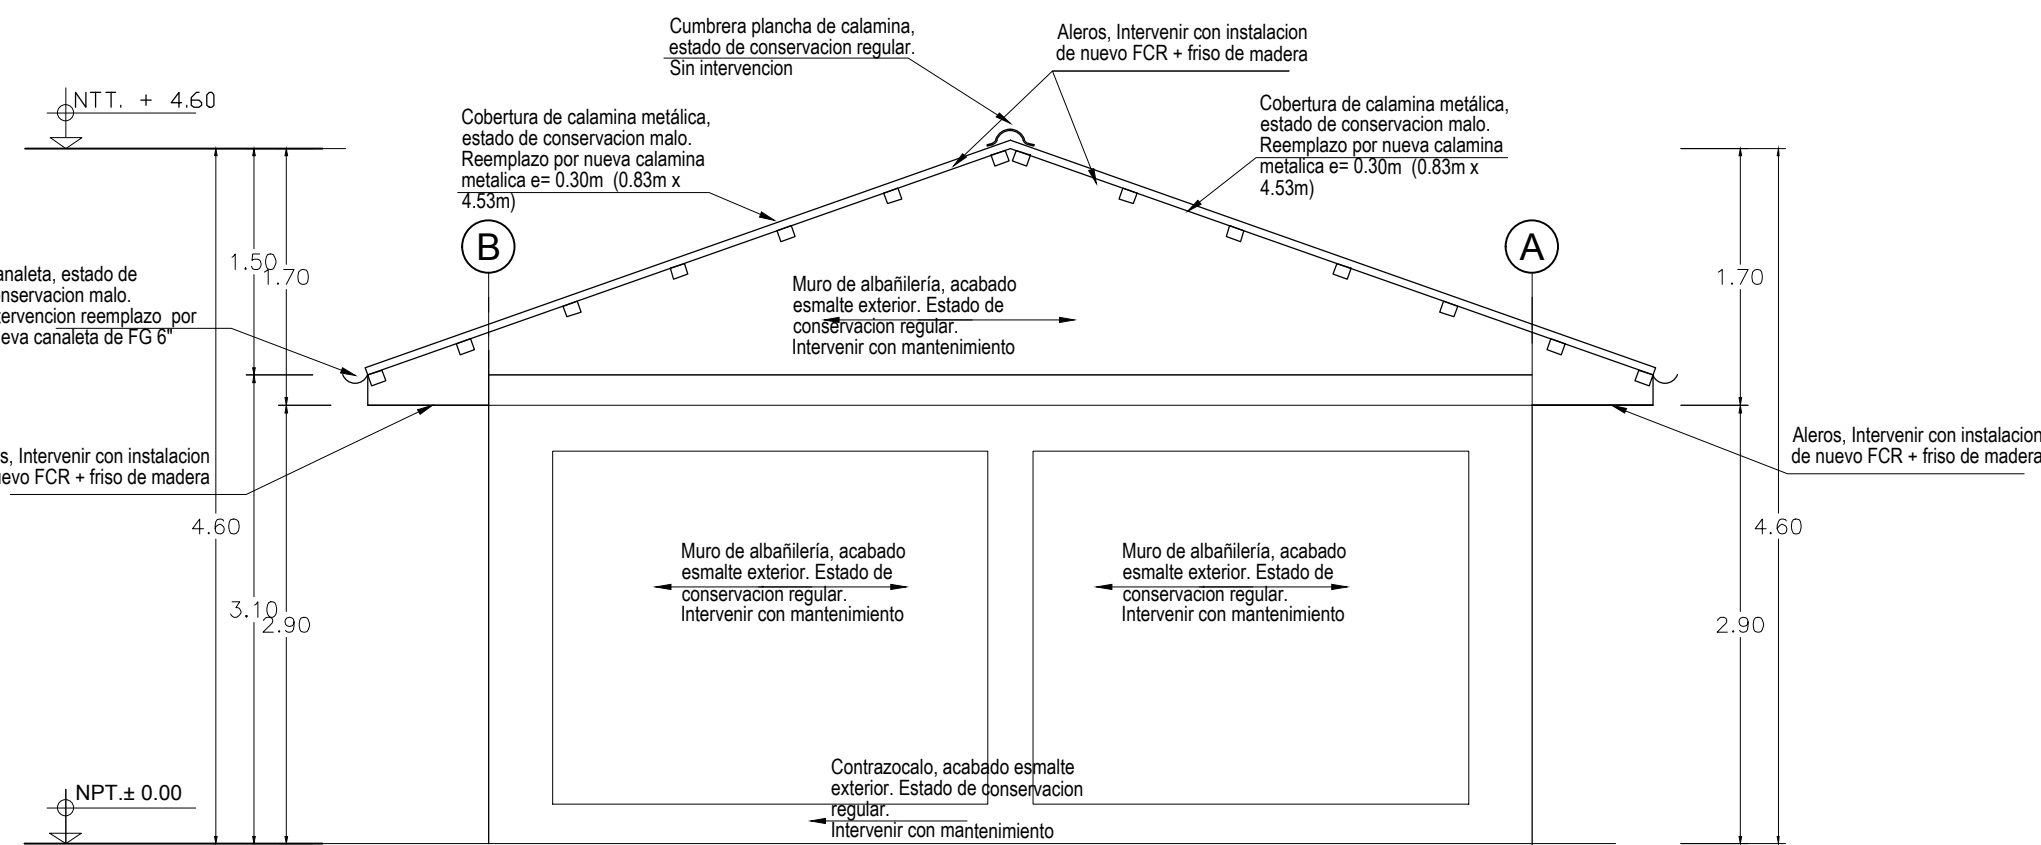 Cumbrera plancha de calamina,
estado de conservacion regular.
Sin intervencion
Aleros, Intervenir con instalacion
de nuevo FCR + friso de madera
NTT. + 4.60
Cobertura de calamina metálica,
estado de conservacion malo.
Reemplazo por nueva calamina
metalica e= 0.30m (0.83m x
4.53m)
Cobertura de calamina metálica,
estado de conservacion malo.
Reemplazo por nueva calamina
metalica e= 0.30m (0.83m x
4.53m)
B
A
1.50
1.70
1.70
analeta, estado de
onservacion malo.
tervencion reemplazo por
eva canaleta de FG 6"
Muro de albañilería, acabado
esmalte exterior. Estado de
conservacion regular.
Intervenir con mantenimiento
s, Intervenir con instalacion
uevo FCR + friso de madera
Aleros, Intervenir con instalacion
de nuevo FCR + friso de madera
4.60
4.60
Muro de albañilería, acabado
esmalte exterior. Estado de
conservacion regular.
Intervenir con mantenimiento
Muro de albañilería, acabado
esmalte exterior. Estado de
conservacion regular.
Intervenir con mantenimiento
3.10
2.90
2.90
Contrazocalo, acabado esmalte
exterior. Estado de conservacion
regular.
Intervenir con mantenimiento
NPT.± 0.00